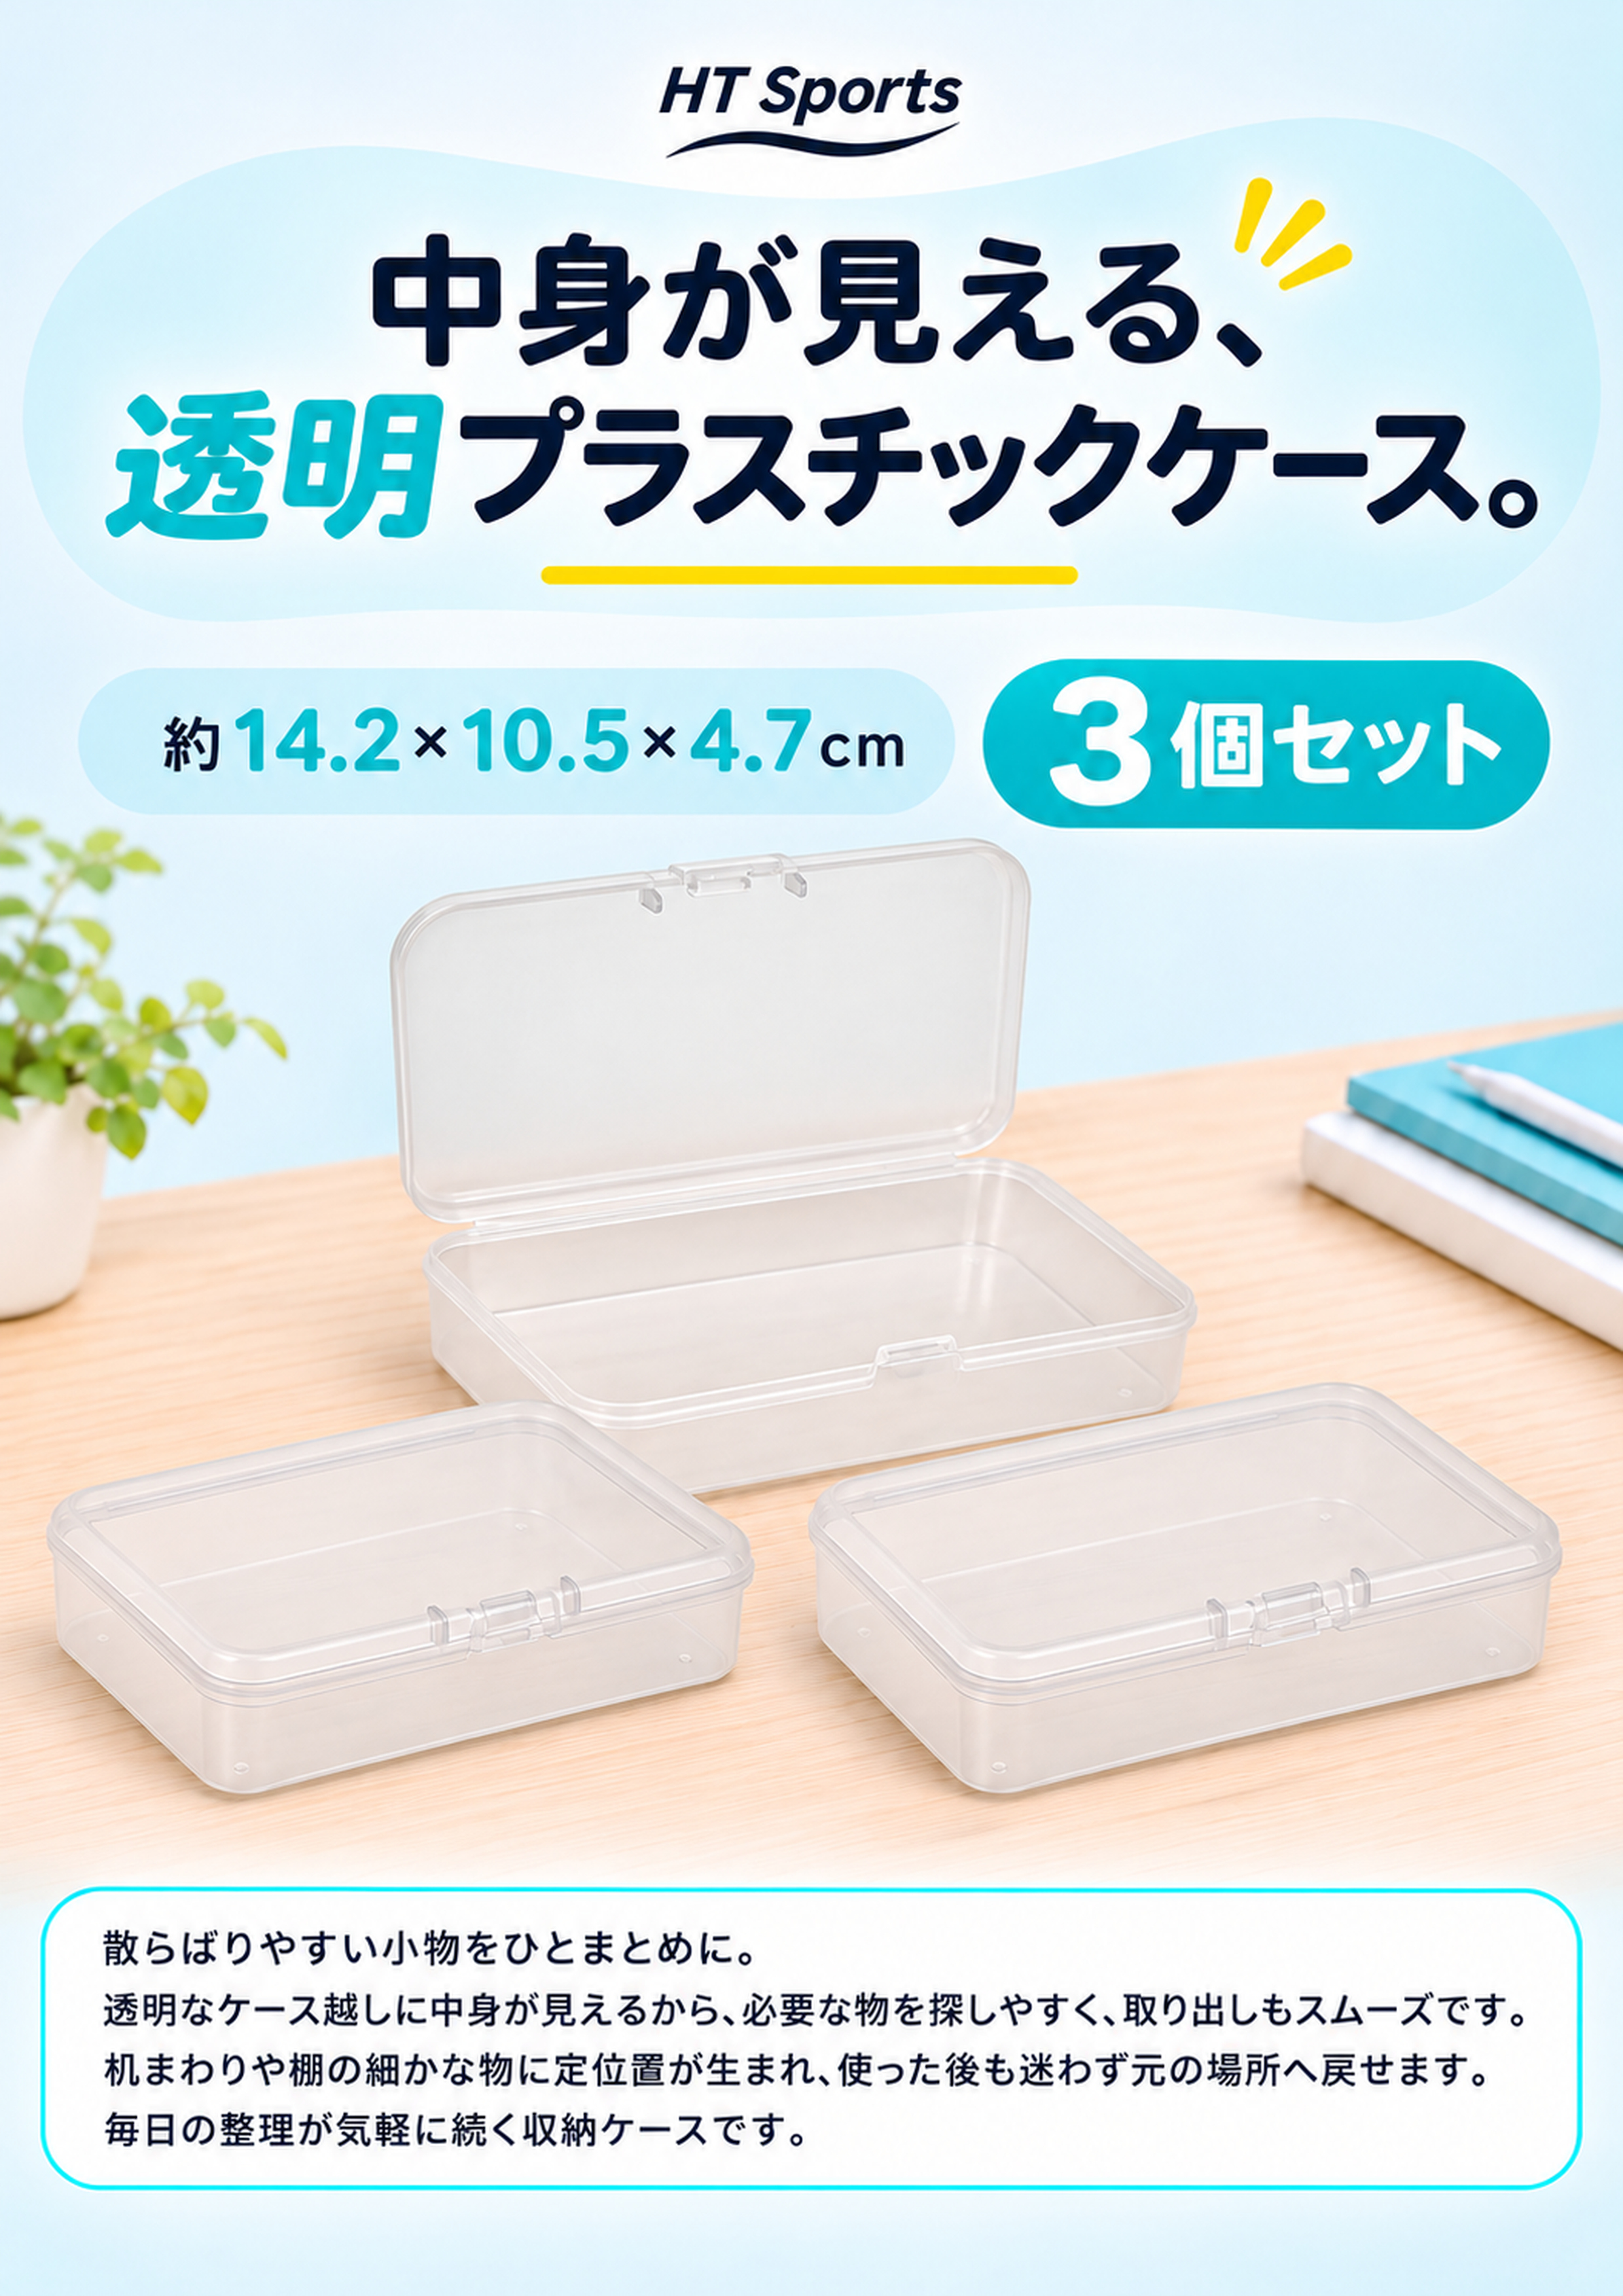 HT Sports
中身が見える、
透明プラスチックケース。
約14.2×10.5×4.7cm
3個セット
散らばりやすい小物をひとまとめに。
透明なケース越しに中身が見えるから、必要な物を探しやすく、取り出しもスムーズです。
机まわりや棚の細かな物に定位置が生まれ、使った後も迷わず元の場所へ戻せます。
毎日の整理が気軽に続く収納ケースです。